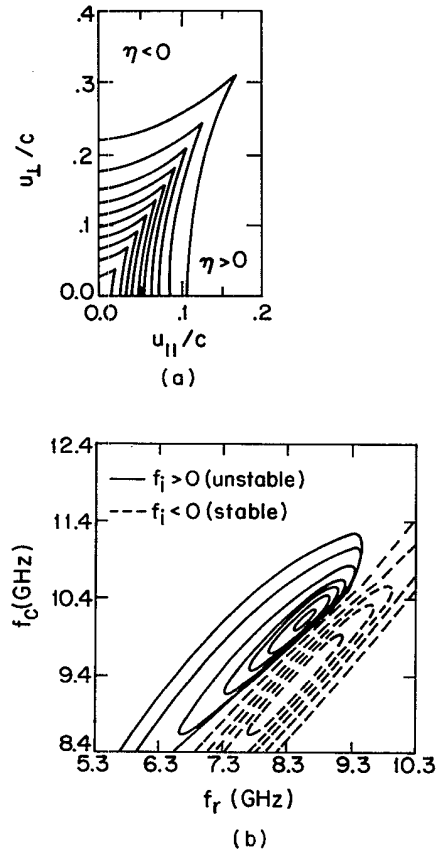 .4
η<0
.3
u⊥/c
.2
.1
η>0
0.0
0.0 .1 .2
u||/c
(a)
12.4
— f_i>0 (unstable)
--- f_i<0 (stable)
11.4
f_c(GHz)
10.4
9.4
8.4
5.3 6.3 7.3 8.3 9.3 10.3
f_r (GHz)
(b)